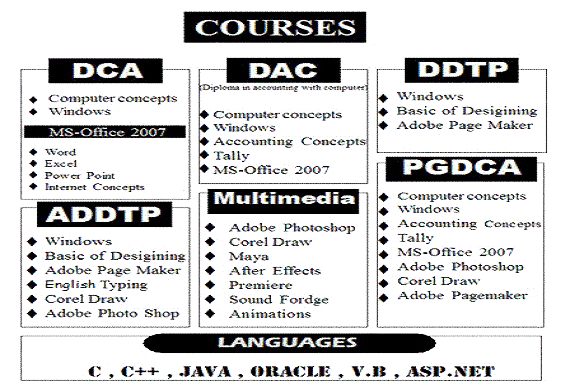 COURSES
DCA
Computer concepts
Windows
MS-Office 2007
Word
Excel
Power Point
Internet Concepts
DAC
(Diploma in accounting with computer)
Computer concepts
Windows
Accounting Concepts
Tally
MS-Office 2007
DDTP
Windows
Basic of Desigining
Adobe Page Maker
ADDTP
Windows
Basic of Desigining
Adobe Page Maker
English Typing
Corel Draw
Adobe Photo Shop
Multimedia
Adobe Photoshop
Corel Draw
Maya
After Effects
Premiere
Sound Fordge
Animations
PGDCA
Computer concepts
Windows
Accounting Concepts
Tally
MS-Office 2007
Adobe Photoshop
Corel Draw
Adobe Pagemaker
LANGUAGES
C , C++ , JAVA , ORACLE , V.B , ASP.NET